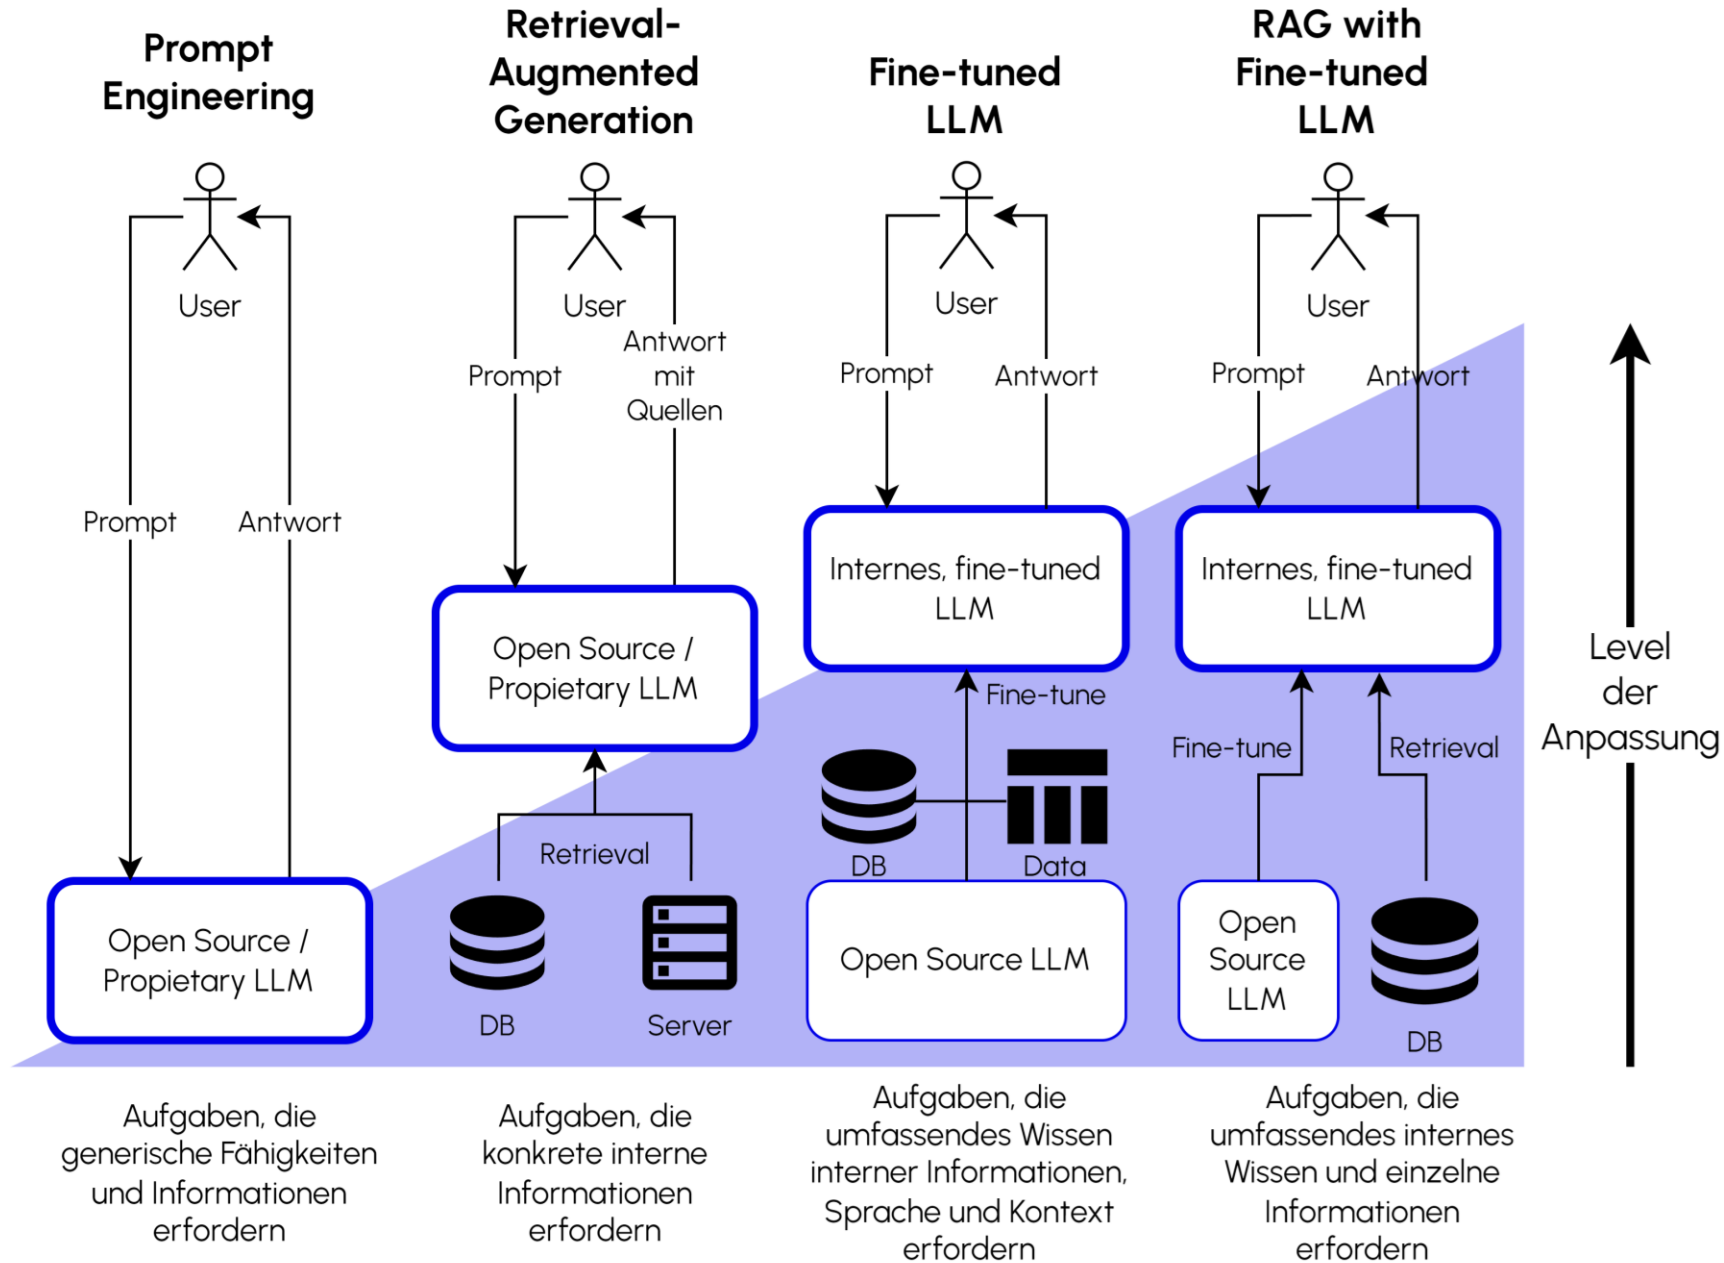 Prompt
Engineering
User
Prompt
Antwort
Open Source /
Propietary LLM
Aufgaben, die
generische Fähigkeiten
und Informationen
erfordern
Retrieval-
Augmented
Generation
User
Prompt
Antwort
mit
Quellen
Open Source /
Propietary LLM
Retrieval
DB
Server
Aufgaben, die
konkrete interne
Informationen
erfordern
Fine-tuned
LLM
User
Prompt
Antwort
Internes, fine-tuned
LLM
Fine-tune
DB
Data
Open Source LLM
Aufgaben, die
umfassendes Wissen
interner Informationen,
Sprache und Kontext
erfordern
RAG with
Fine-tuned
LLM
User
Prompt
Antwort
Internes, fine-tuned
LLM
Fine-tune
Retrieval
Open
Source
LLM
DB
Aufgaben, die
umfassendes internes
Wissen und einzelne
Informationen
erfordern
Level
der
Anpassung